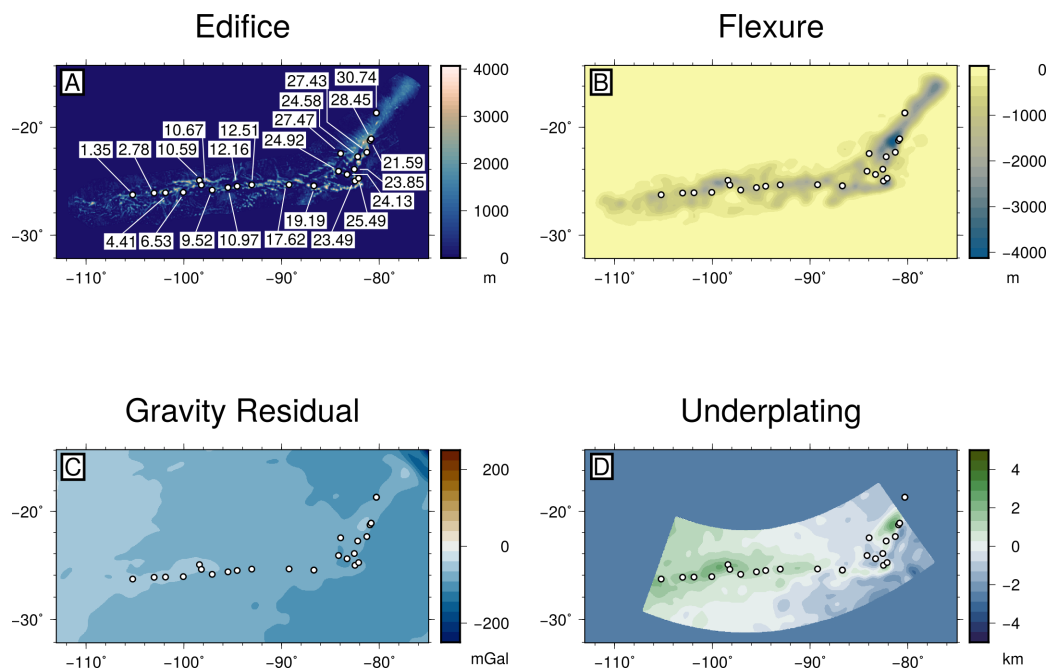 Edifice
Flexure
A
27.43 30.74
24.58 28.45
27.47
10.67 12.51
24.92
1.35 2.78 10.59 12.16
21.59
23.85
24.13
19.19 25.49
4.41 6.53 9.52 10.97 17.62 23.49
−20˚
−30˚
−110˚ −100˚ −90˚ −80˚
4000
3000
2000
1000
0
m
B
−20˚
−30˚
−110˚ −100˚ −90˚ −80˚
0
−1000
−2000
−3000
−4000
m
Gravity Residual
Underplating
C
−20˚
−30˚
−110˚ −100˚ −90˚ −80˚
200
0
−200
mGal
D
−20˚
−30˚
−110˚ −100˚ −90˚ −80˚
4
2
0
−2
−4
km